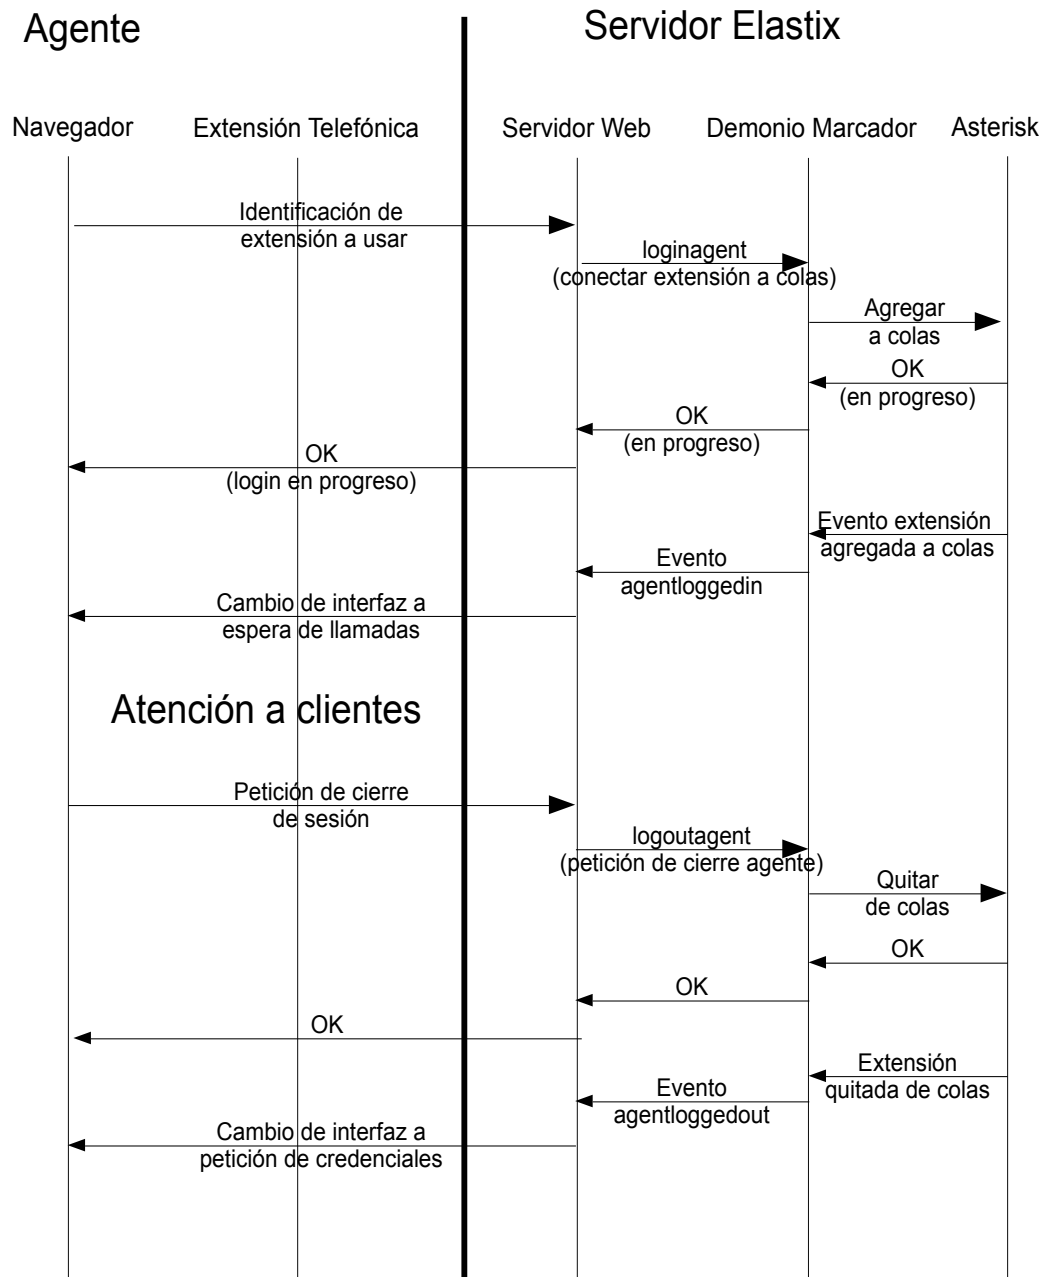 Agente
Servidor Elastix
Navegador
Extensión Telefónica
Servidor Web
Demonio Marcador
Asterisk
Identificación de
extensión a usar
loginagent
(conectar extensión a colas)
Agregar
a colas
OK
(en progreso)
OK
(en progreso)
OK
(login en progreso)
Evento extensión
agregada a colas
Evento
agentloggedin
Cambio de interfaz a
espera de llamadas
Atención a clientes
Petición de cierre
de sesión
logoutagent
(petición de cierre agente)
Quitar
de colas
OK
OK
OK
Extensión
quitada de colas
Evento
agentloggedout
Cambio de interfaz a
petición de credenciales